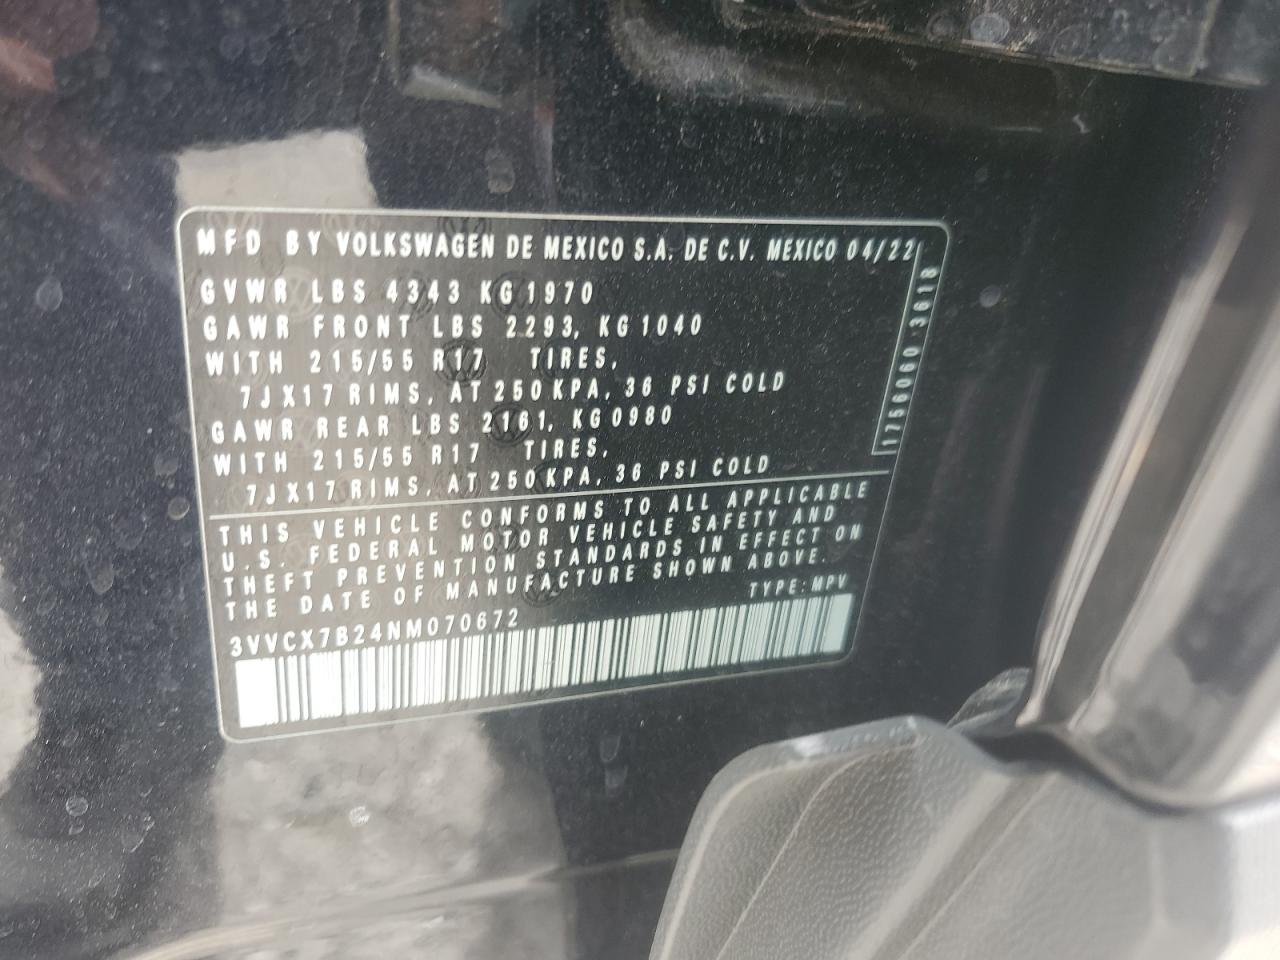 MFD BY VOLKSWAGEN DE MEXICO S.A. DE C.V. MEXICO 04/22
GVWR LBS 4343 KG 1970
GAWR FRONT LBS 2293, KG 1040
WITH 215/55 R17 TIRES,
7JX17 RIMS, AT 250 KPA, 36 PSI COLD
GAWR REAR LBS 2161, KG 0980
WITH 215/55 R17 TIRES,
7JX17 RIMS, AT 250 KPA, 36 PSI COLD
1756060 3618
THIS VEHICLE CONFORMS TO ALL APPLICABLE
U.S. FEDERAL MOTOR VEHICLE SAFETY AND
THEFT PREVENTION STANDARDS IN EFFECT ON
THE DATE OF MANUFACTURE SHOWN ABOVE.
TYPE: MPV
3VVCX7B24NM070672